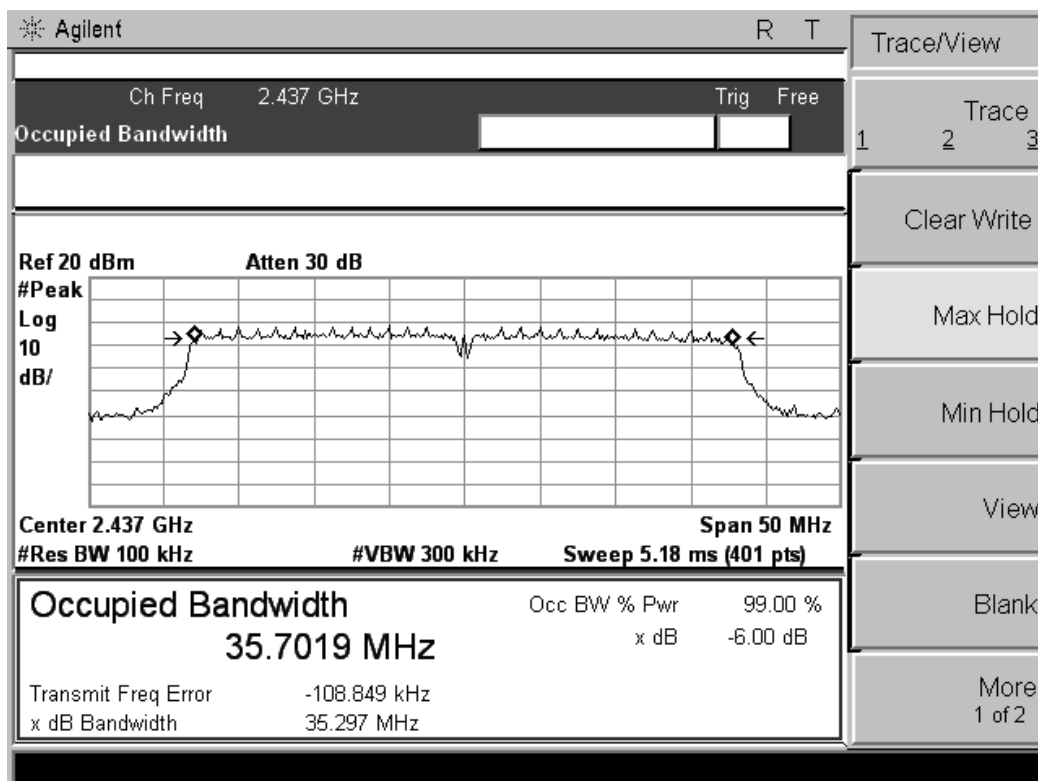 Agilent R T
Trace/View
Ch Freq 2.437 GHz Trig Free
Occupied Bandwidth
Trace
1 2 3
Clear Write
Ref 20 dBm Atten 30 dB
#Peak
Log
10
dB/
Max Hold
Min Hold
View
Center 2.437 GHz Span 50 MHz
#Res BW 100 kHz #VBW 300 kHz Sweep 5.18 ms (401 pts)
Occupied Bandwidth Occ BW % Pwr 99.00 %
35.7019 MHz x dB -6.00 dB
Blank
Transmit Freq Error -108.849 kHz
x dB Bandwidth 35.297 MHz
More
1 of 2